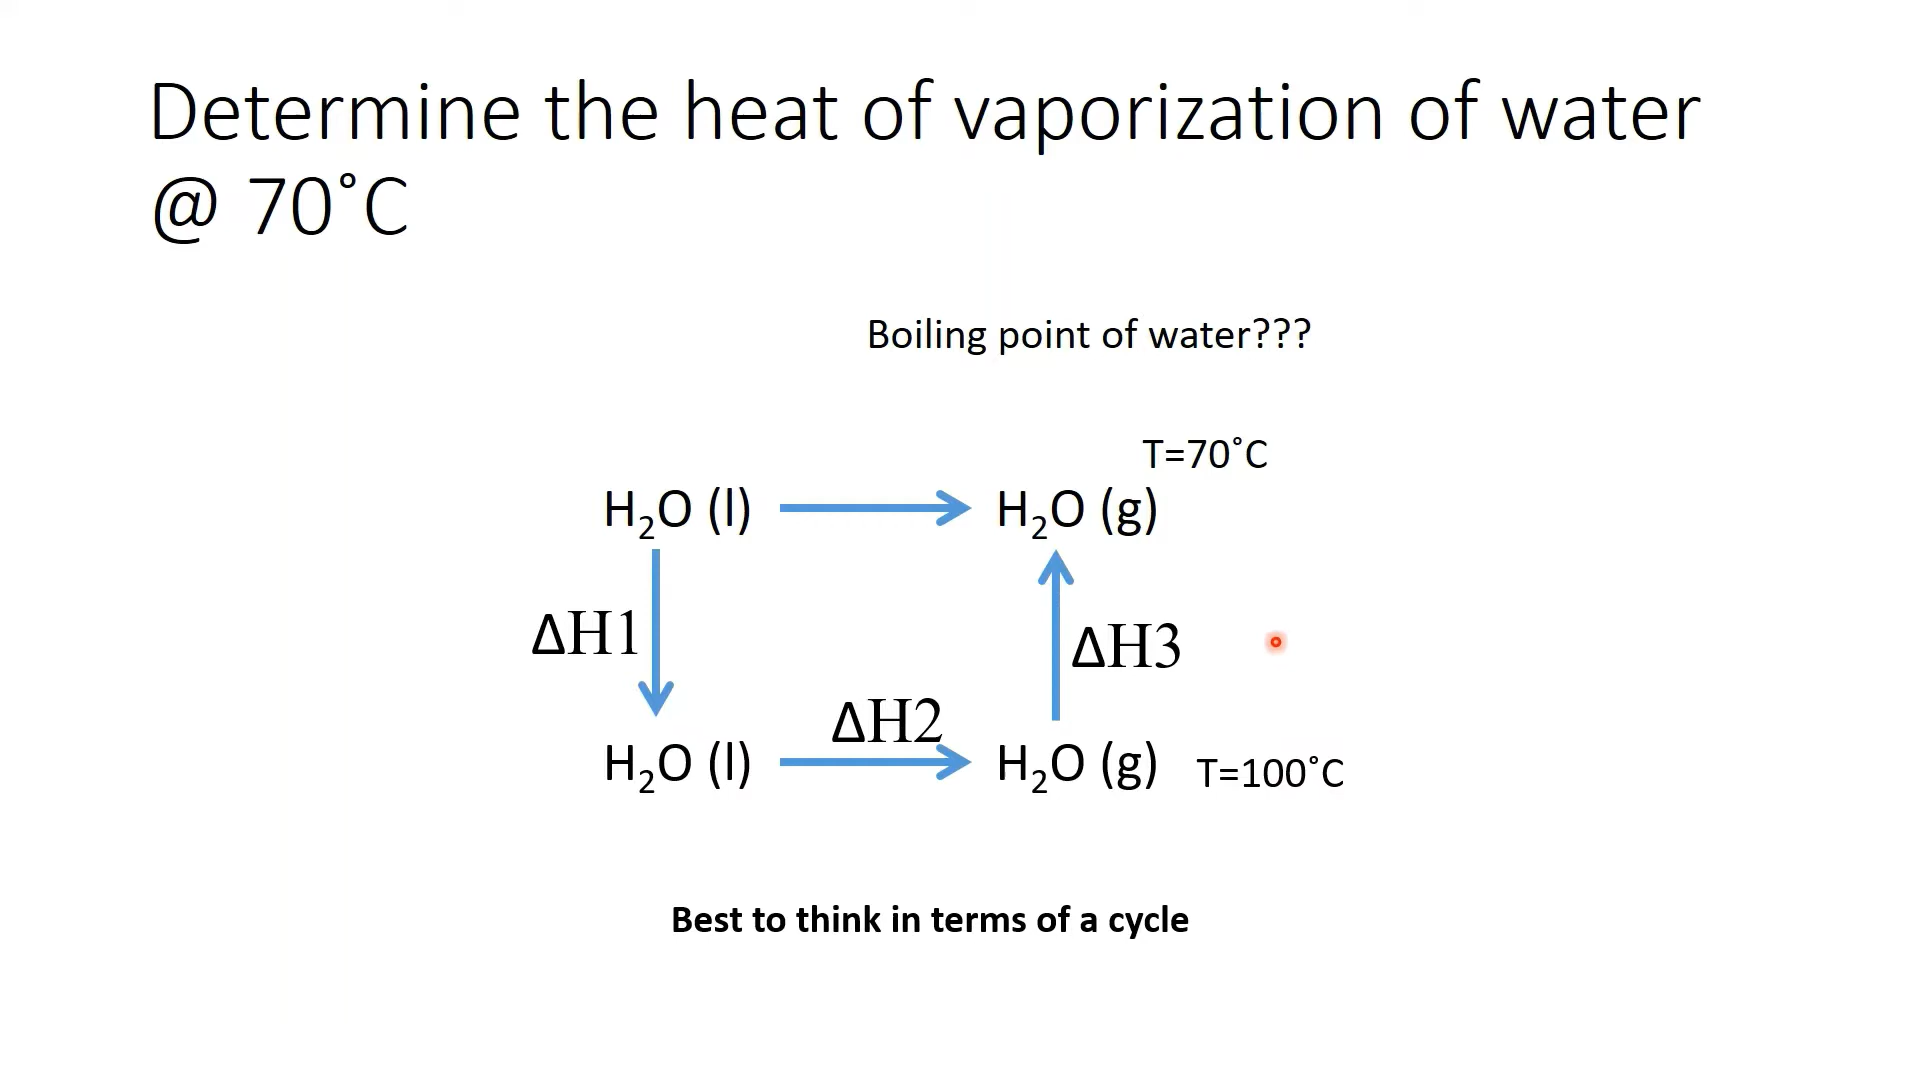 Determine the heat of vaporization of water
@ 70˚C
Boiling point of water???
T=70˚C
H₂O (l) H₂O (g)
ΔH1
ΔH3
ΔH2
H₂O (l) H₂O (g) T=100˚C
Best to think in terms of a cycle